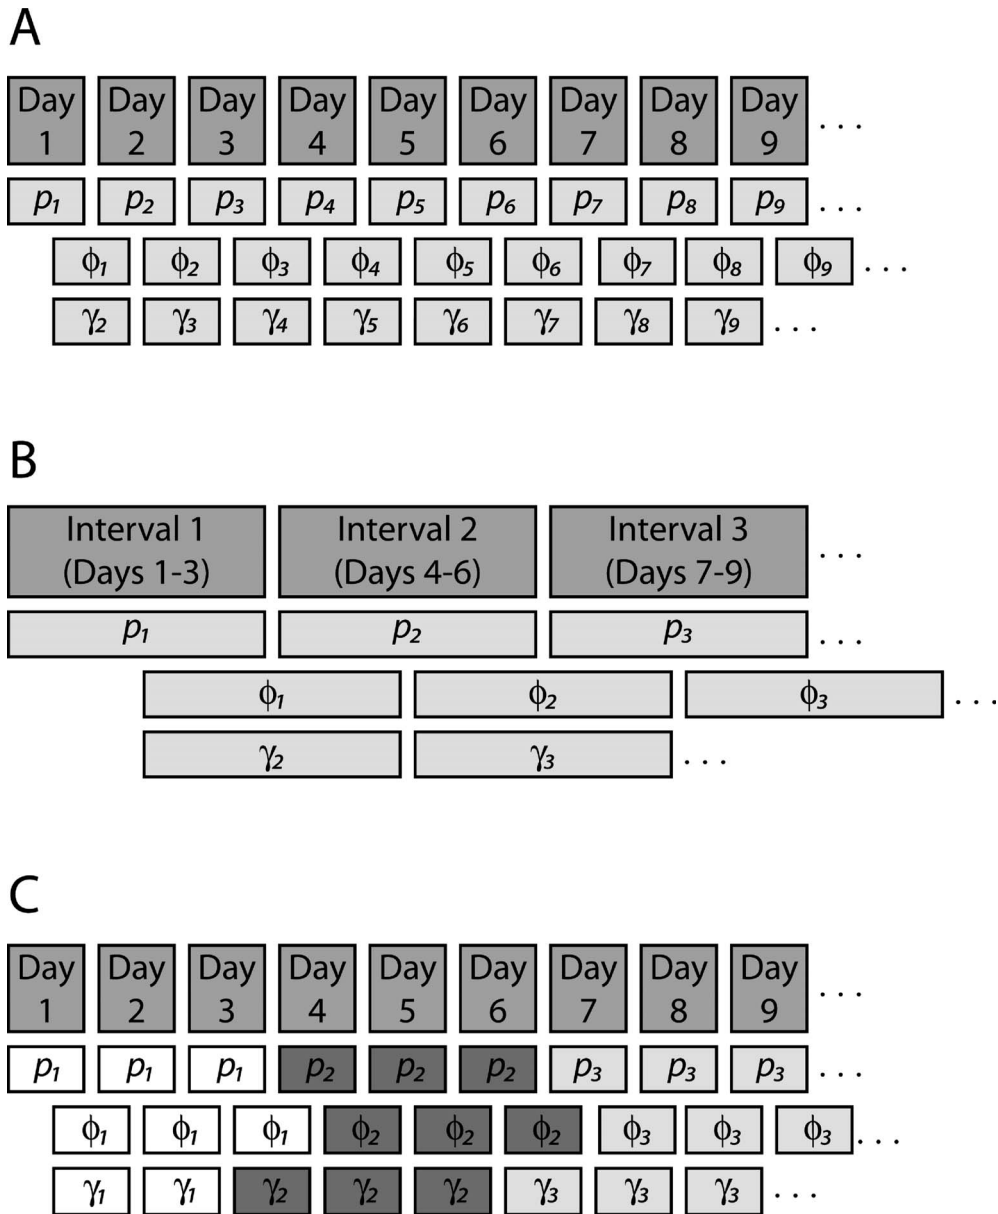 A
Day 1 Day 2 Day 3 Day 4 Day 5 Day 6 Day 7 Day 8 Day 9 . . .
p₁ p₂ p₃ p₄ p₅ p₆ p₇ p₈ p₉ . . .
ϕ₁ ϕ₂ ϕ₃ ϕ₄ ϕ₅ ϕ₆ ϕ₇ ϕ₈ ϕ₉ . . .
γ₂ γ₃ γ₄ γ₅ γ₆ γ₇ γ₈ γ₉ . . .
B
Interval 1 (Days 1-3) Interval 2 (Days 4-6) Interval 3 (Days 7-9) . . .
p₁ p₂ p₃ . . .
ϕ₁ ϕ₂ ϕ₃ . . .
γ₂ γ₃ . . .
C
Day 1 Day 2 Day 3 Day 4 Day 5 Day 6 Day 7 Day 8 Day 9 . . .
p₁ p₁ p₁ p₂ p₂ p₂ p₃ p₃ p₃ . . .
ϕ₁ ϕ₁ ϕ₁ ϕ₂ ϕ₂ ϕ₂ ϕ₃ ϕ₃ ϕ₃ . . .
γ₁ γ₁ γ₂ γ₂ γ₂ γ₃ γ₃ γ₃ . . .